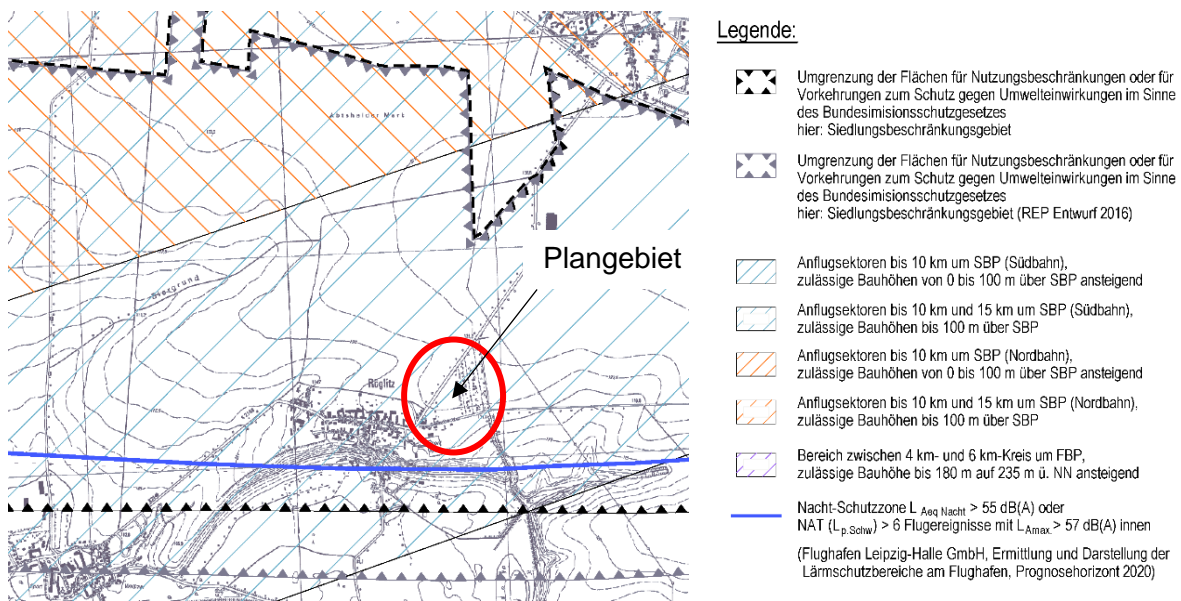 Abtsheider Mark
Biergrund
Röglitz
Plangebiet
Legende:
Umgrenzung der Flächen für Nutzungsbeschränkungen oder für
Vorkehrungen zum Schutz gegen Umwelteinwirkungen im Sinne
des Bundesimisionsschutzgesetzes
hier: Siedlungsbeschränkungsgebiet
Umgrenzung der Flächen für Nutzungsbeschränkungen oder für
Vorkehrungen zum Schutz gegen Umwelteinwirkungen im Sinne
des Bundesimisionsschutzgesetzes
hier: Siedlungsbeschränkungsgebiet (REP Entwurf 2016)
Anflugsektoren bis 10 km um SBP (Südbahn),
zulässige Bauhöhen von 0 bis 100 m über SBP ansteigend
Anflugsektoren bis 10 km und 15 km um SBP (Südbahn),
zulässige Bauhöhen bis 100 m über SBP
Anflugsektoren bis 10 km um SBP (Nordbahn),
zulässige Bauhöhen von 0 bis 100 m über SBP ansteigend
Anflugsektoren bis 10 km und 15 km um SBP (Nordbahn),
zulässige Bauhöhen bis 100 m über SBP
Bereich zwischen 4 km- und 6 km-Kreis um FBP,
zulässige Bauhöhe bis 180 m auf 235 m ü. NN ansteigend
Nacht-Schutzzone L Aeq Nacht > 55 dB(A) oder
NAT (Lp.Schw) > 6 Flugereignisse mit LAmax > 57 dB(A) innen
(Flughafen Leipzig-Halle GmbH, Ermittlung und Darstellung der
Lärmschutzbereiche am Flughafen, Prognosehorizont 2020)